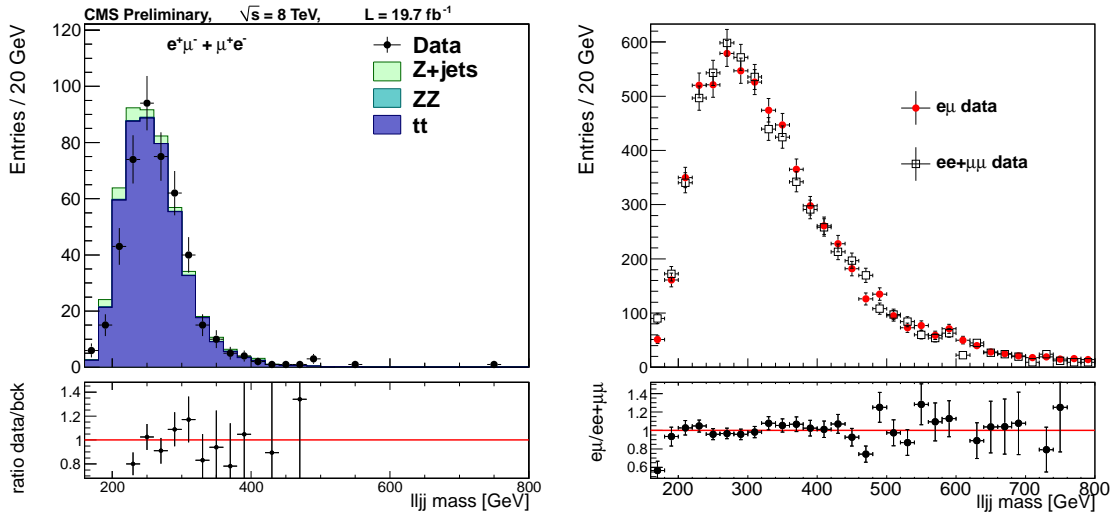 CMS Preliminary, √s = 8 TeV, L = 19.7 fb⁻¹
e⁺μ⁻ + μ⁺e⁻
Data
Z+jets
ZZ
tt
Entries / 20 GeV
120
100
80
60
40
20
0
ratio data/bck
1.4
1.2
1
0.8
200
400
600
800
lljj mass [GeV]
Entries / 20 GeV
600
500
400
300
200
100
0
eμ data
ee+μμ data
eμ/ee+μμ
1.4
1.2
1
0.8
0.6
200
300
400
500
600
700
800
lljj mass [GeV]